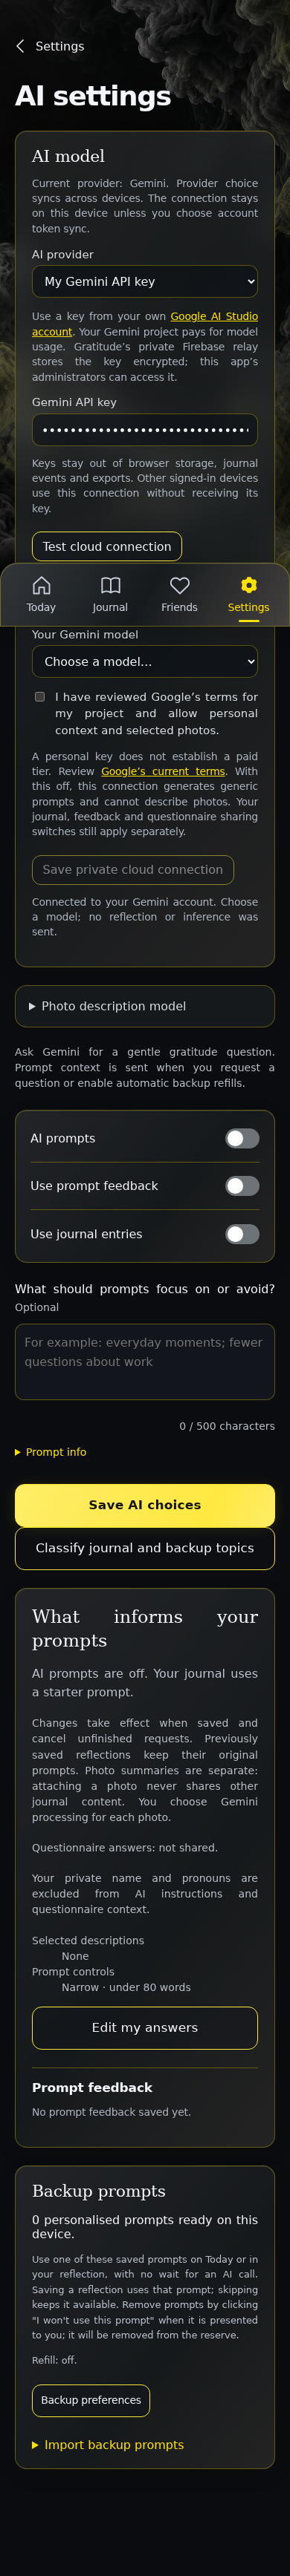 Settings
AI settings
AI model
Current provider: Gemini. Provider choice
syncs across devices. The connection stays
on this device unless you choose account
token sync.
AI provider
My Gemini API key
Use a key from your own Google AI Studio
account. Your Gemini project pays for model
usage. Gratitude’s private Firebase relay
stores the key encrypted; this app’s
administrators can access it.
Gemini API key
••••••••••••••••••••••••••••••
Keys stay out of browser storage, journal
events and exports. Other signed-in devices
use this connection without receiving its
key.
Test cloud connection
Today
Journal
Friends
Settings
Your Gemini model
Choose a model…
I have reviewed Google’s terms for
my project and allow personal
context and selected photos.
A personal key does not establish a paid
tier. Review Google’s current terms. With
this off, this connection generates generic
prompts and cannot describe photos. Your
journal, feedback and questionnaire sharing
switches still apply separately.
Save private cloud connection
Connected to your Gemini account. Choose
a model; no reflection or inference was
sent.
▶ Photo description model
Ask Gemini for a gentle gratitude question.
Prompt context is sent when you request a
question or enable automatic backup refills.
AI prompts
Use prompt feedback
Use journal entries
What should prompts focus on or avoid?
Optional
For example: everyday moments; fewer
questions about work
0 / 500 characters
▶ Prompt info
Save AI choices
Classify journal and backup topics
What informs your
prompts
AI prompts are off. Your journal uses
a starter prompt.
Changes take effect when saved and
cancel unfinished requests. Previously
saved reflections keep their original
prompts. Photo summaries are separate:
attaching a photo never shares other
journal content. You choose Gemini
processing for each photo.
Questionnaire answers: not shared.
Your private name and pronouns are
excluded from AI instructions and
questionnaire context.
Selected descriptions
None
Prompt controls
Narrow · under 80 words
Edit my answers
Prompt feedback
No prompt feedback saved yet.
Backup prompts
0 personalised prompts ready on this
device.
Use one of these saved prompts on Today or in
your reflection, with no wait for an AI call.
Saving a reflection uses that prompt; skipping
keeps it available. Remove prompts by clicking
"I won't use this prompt" when it is presented
to you; it will be removed from the reserve.
Refill: off.
Backup preferences
▶ Import backup prompts